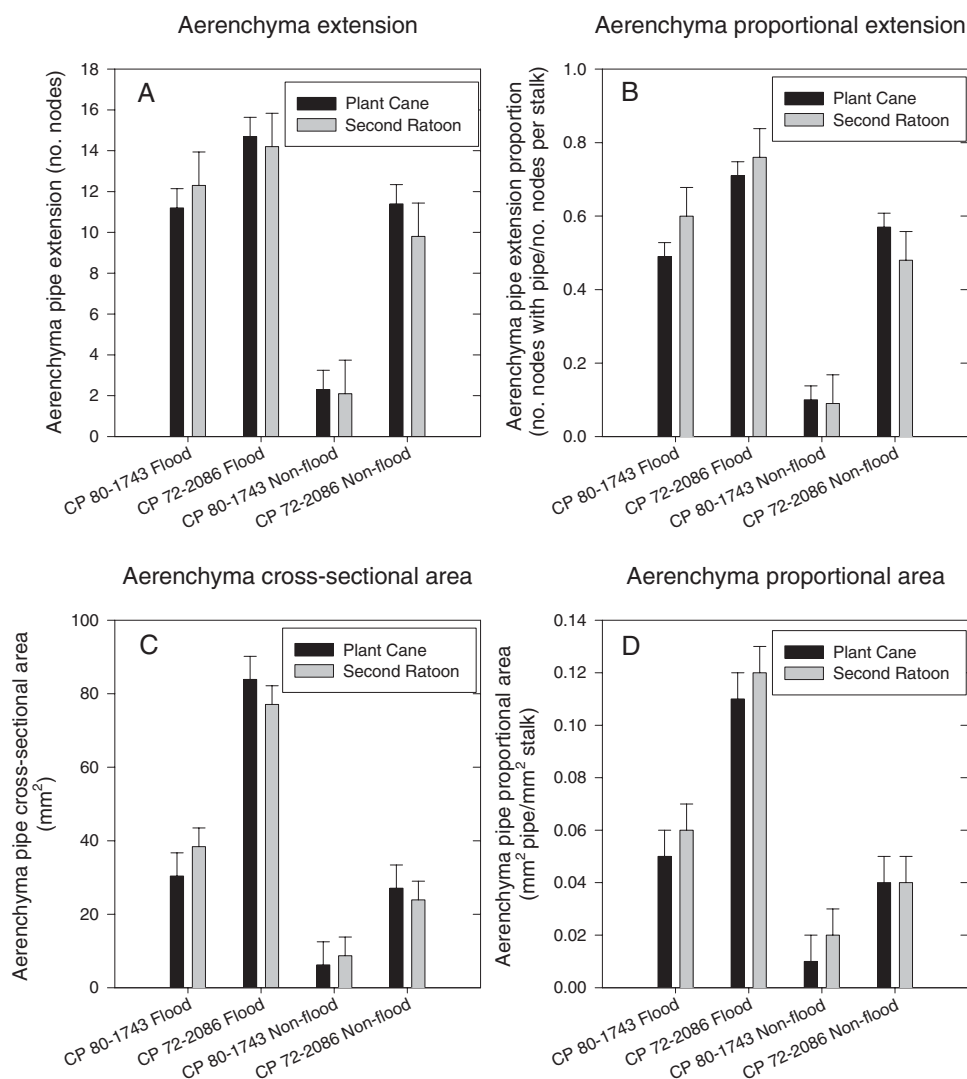 Aerenchyma extension
Aerenchyma pipe extension (no. nodes)
18
16
14
12
10
8
6
4
2
0
A
Plant Cane
Second Ratoon
CP 80-1743 Flood
CP 72-2086 Flood
CP 80-1743 Non-flood
CP 72-2086 Non-flood
Aerenchyma proportional extension
Aerenchyma pipe extension proportion
(no. nodes with pipe/no. nodes per stalk)
1.0
0.8
0.6
0.4
0.2
0.0
B
Plant Cane
Second Ratoon
CP 80-1743 Flood
CP 72-2086 Flood
CP 80-1743 Non-flood
CP 72-2086 Non-flood
Aerenchyma cross-sectional area
Aerenchyma pipe cross-sectional area
(mm²)
100
80
60
40
20
0
C
Plant Cane
Second Ratoon
CP 80-1743 Flood
CP 72-2086 Flood
CP 80-1743 Non-flood
CP 72-2086 Non-flood
Aerenchyma proportional area
Aerenchyma pipe proportional area
(mm² pipe/mm² stalk)
0.14
0.12
0.10
0.08
0.06
0.04
0.02
0.00
D
Plant Cane
Second Ratoon
CP 80-1743 Flood
CP 72-2086 Flood
CP 80-1743 Non-flood
CP 72-2086 Non-flood